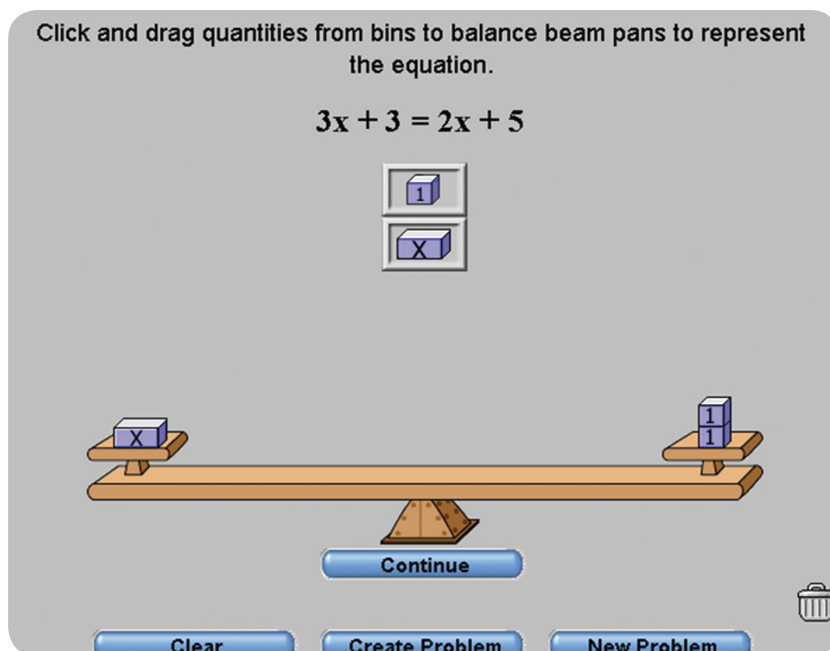 Click and drag quantities from bins to balance beam pans to represent
the equation.
3x + 3 = 2x + 5
1
X
X
1
1
Continue
Clear
Create Problem
New Problem